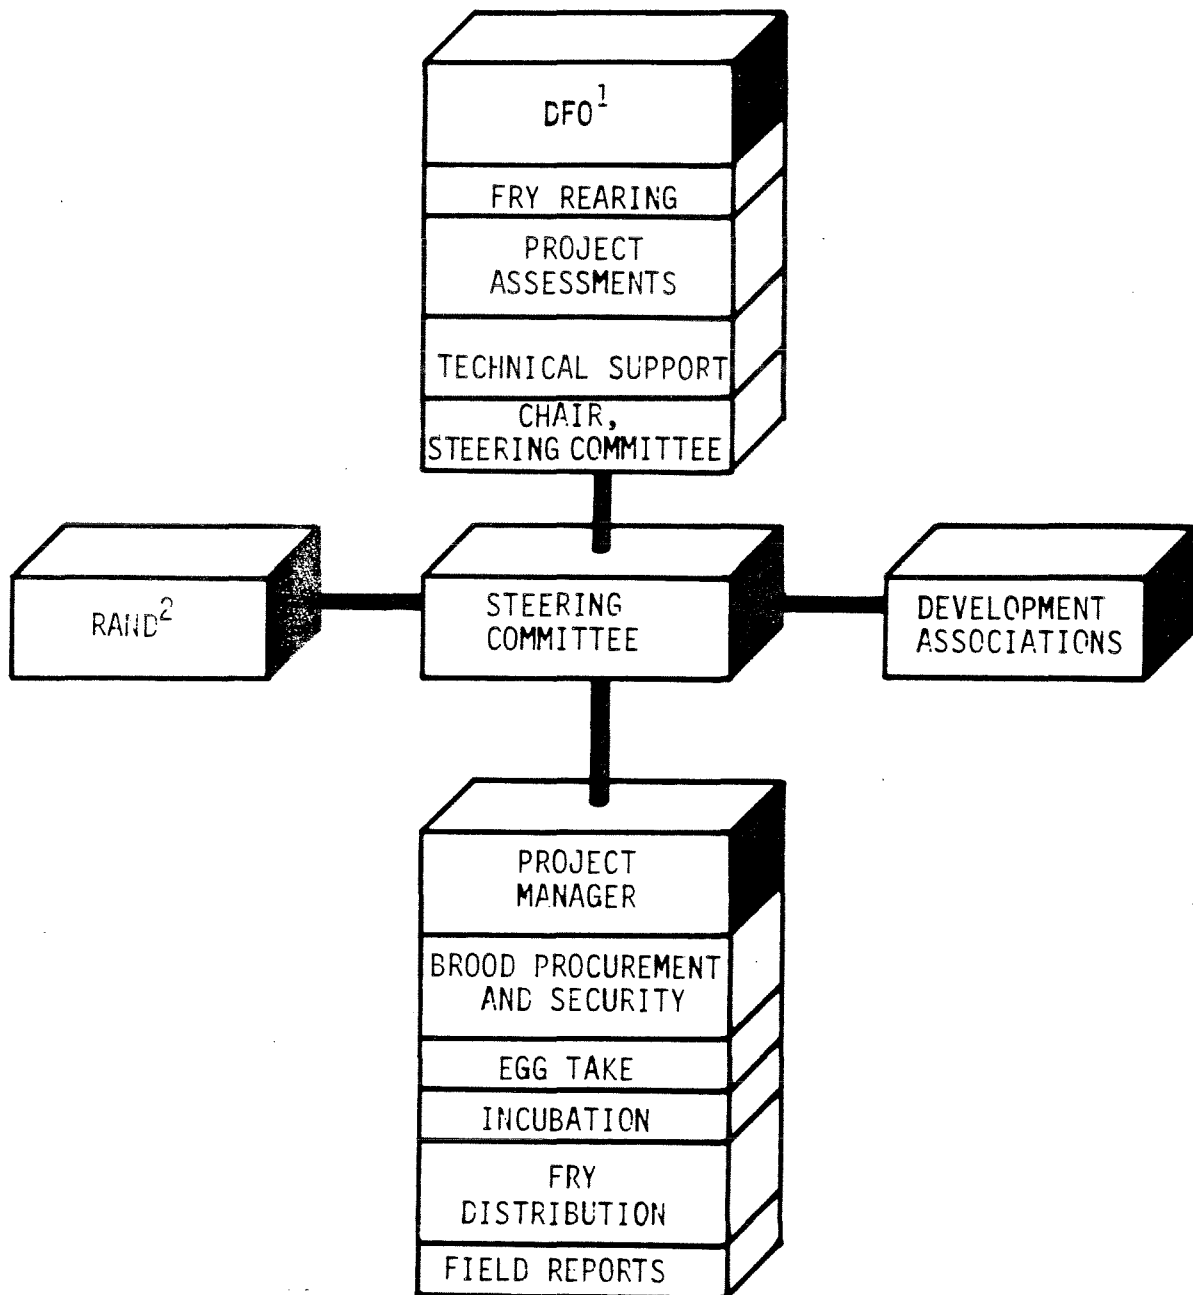 DFO¹
FRY REARING
PROJECT
ASSESSMENTS
TECHNICAL SUPPORT
CHAIR,
STEERING COMMITTEE
RAND²
STEERING
COMMITTEE
DEVELOPMENT
ASSOCIATIONS
PROJECT
MANAGER
BROOD PROCUREMENT
AND SECURITY
EGG TAKE
INCUBATION
FRY
DISTRIBUTION
FIELD REPORTS